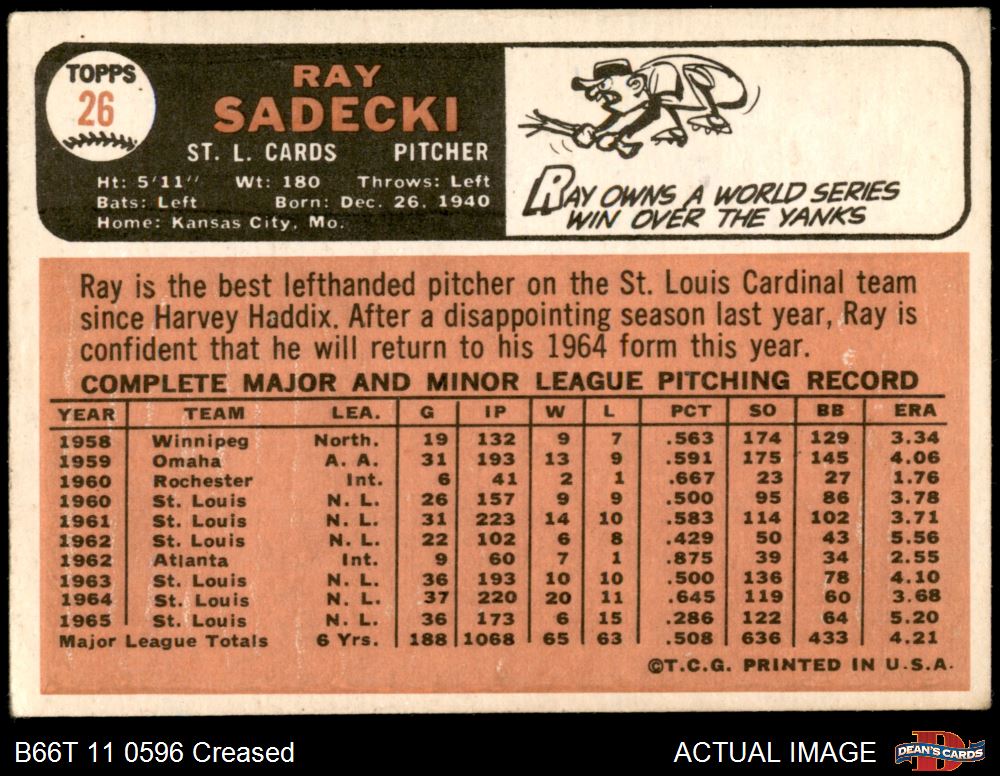 TOPPS
26
RAY
SADECKI
ST. L. CARDS PITCHER
Ht: 5'11" Wt: 180 Throws: Left
Bats: Left Born: Dec. 26, 1940
Home: Kansas City, Mo.
RAY OWNS A WORLD SERIES
WIN OVER THE YANKS
Ray is the best lefthanded pitcher on the St. Louis Cardinal team
since Harvey Haddix. After a disappointing season last year, Ray is
confident that he will return to his 1964 form this year.
COMPLETE MAJOR AND MINOR LEAGUE PITCHING RECORD
YEAR TEAM LEA. G IP W L PCT SO BB ERA
1958 Winnipeg North. 19 132 9 7 .563 174 129 3.34
1959 Omaha A. A. 31 193 13 9 .591 175 145 4.06
1960 Rochester Int. 6 41 2 1 .667 23 27 1.76
1960 St. Louis N. L. 26 157 9 9 .500 95 86 3.78
1961 St. Louis N. L. 31 223 14 10 .583 114 102 3.71
1962 St. Louis N. L. 22 102 6 8 .429 50 43 5.56
1962 Atlanta Int. 9 60 7 1 .875 39 34 2.55
1963 St. Louis N. L. 36 193 10 10 .500 136 78 4.10
1964 St. Louis N. L. 37 220 20 11 .645 119 60 3.68
1965 St. Louis N. L. 36 173 6 15 .286 122 64 5.20
Major League Totals 6 Yrs. 188 1068 65 63 .508 636 433 4.21
©T.C.G. PRINTED IN U.S.A.
B66T 11 0596 Creased
ACTUAL IMAGE
DEAN'S CARDS